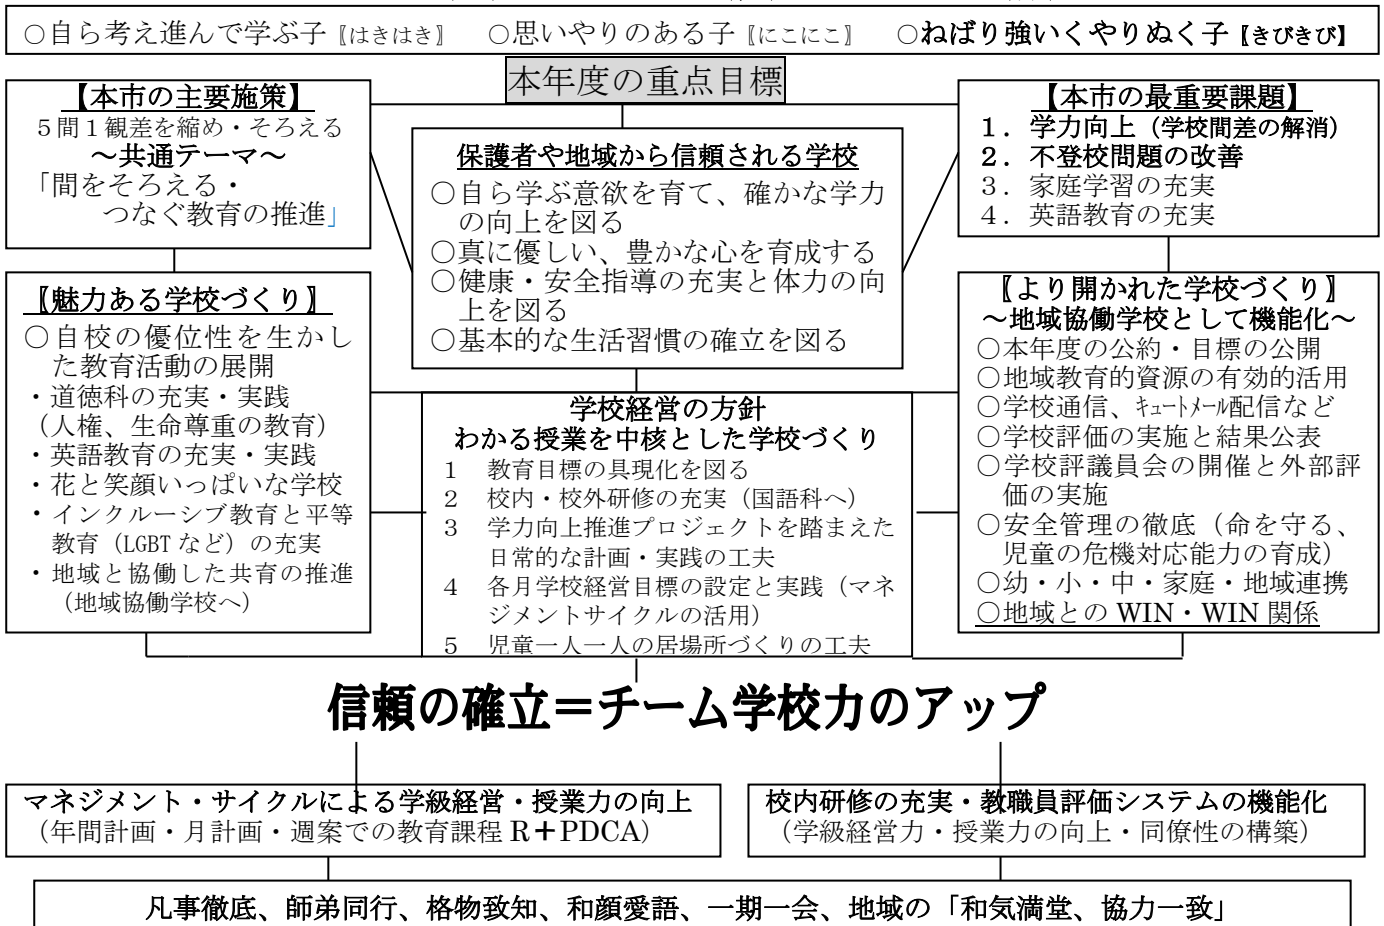 ○自ら考え進んで学ぶ子『はきはき』　○思いやりのある子『にこにこ』　○ねばり強いくやりぬく子『きびきび』
本年度の重点目標
【本市の主要施策】
５間１観差を縮め・そろえる
～共通テーマ～
「間をそろえる・
つなぐ教育の推進」
保護者や地域から信頼される学校
○自ら学ぶ意欲を育て、確かな学力
の向上を図る
○真に優しい、豊かな心を育成する
○健康・安全指導の充実と体力の向
上を図る
○基本的な生活習慣の確立を図る
【本市の最重要課題】
１．学力向上（学校間差の解消）
２．不登校問題の改善
３．家庭学習の充実
４．英語教育の充実
〖魅力ある学校づくり〗
○自校の優位性を生かし
た教育活動の展開
・道徳科の充実・実践
（人権、生命尊重の教育）
・英語教育の充実・実践
・花と笑顔いっぱいな学校
・インクルーシブ教育と平等
教育（LGBTなど）の充実
・地域と協働した共育の推進
（地域協働学校へ）
学校経営の方針
わかる授業を中核とした学校づくり
1　教育目標の具現化を図る
2　校内・校外研修の充実（国語科へ）
3　学力向上推進プロジェクトを踏まえた
日常的な計画・実践の工夫
4　各月学校経営目標の設定と実践（マネ
ジメントサイクルの活用）
5　児童一人一人の居場所づくりの工夫
〖より開かれた学校づくり〗
～地域協働学校として機能化～
○本年度の公約・目標の公開
○地域教育的資源の有効的活用
○学校通信、ｷｭｰﾄﾒｰﾙ配信など
○学校評価の実施と結果公表
○学校評議員会の開催と外部評
価の実施
○安全管理の徹底（命を守る、
児童の危機対応能力の育成）
○幼・小・中・家庭・地域連携
○地域との WIN・WIN 関係
信頼の確立＝チーム学校力のアップ
マネジメント・サイクルによる学級経営・授業力の向上
（年間計画・月計画・週案での教育課程 R＋PDCA）
校内研修の充実・教職員評価システムの機能化
（学級経営力・授業力の向上・同僚性の構築）
凡事徹底、師弟同行、格物致知、和顔愛語、一期一会、地域の「和気満堂、協力一致」